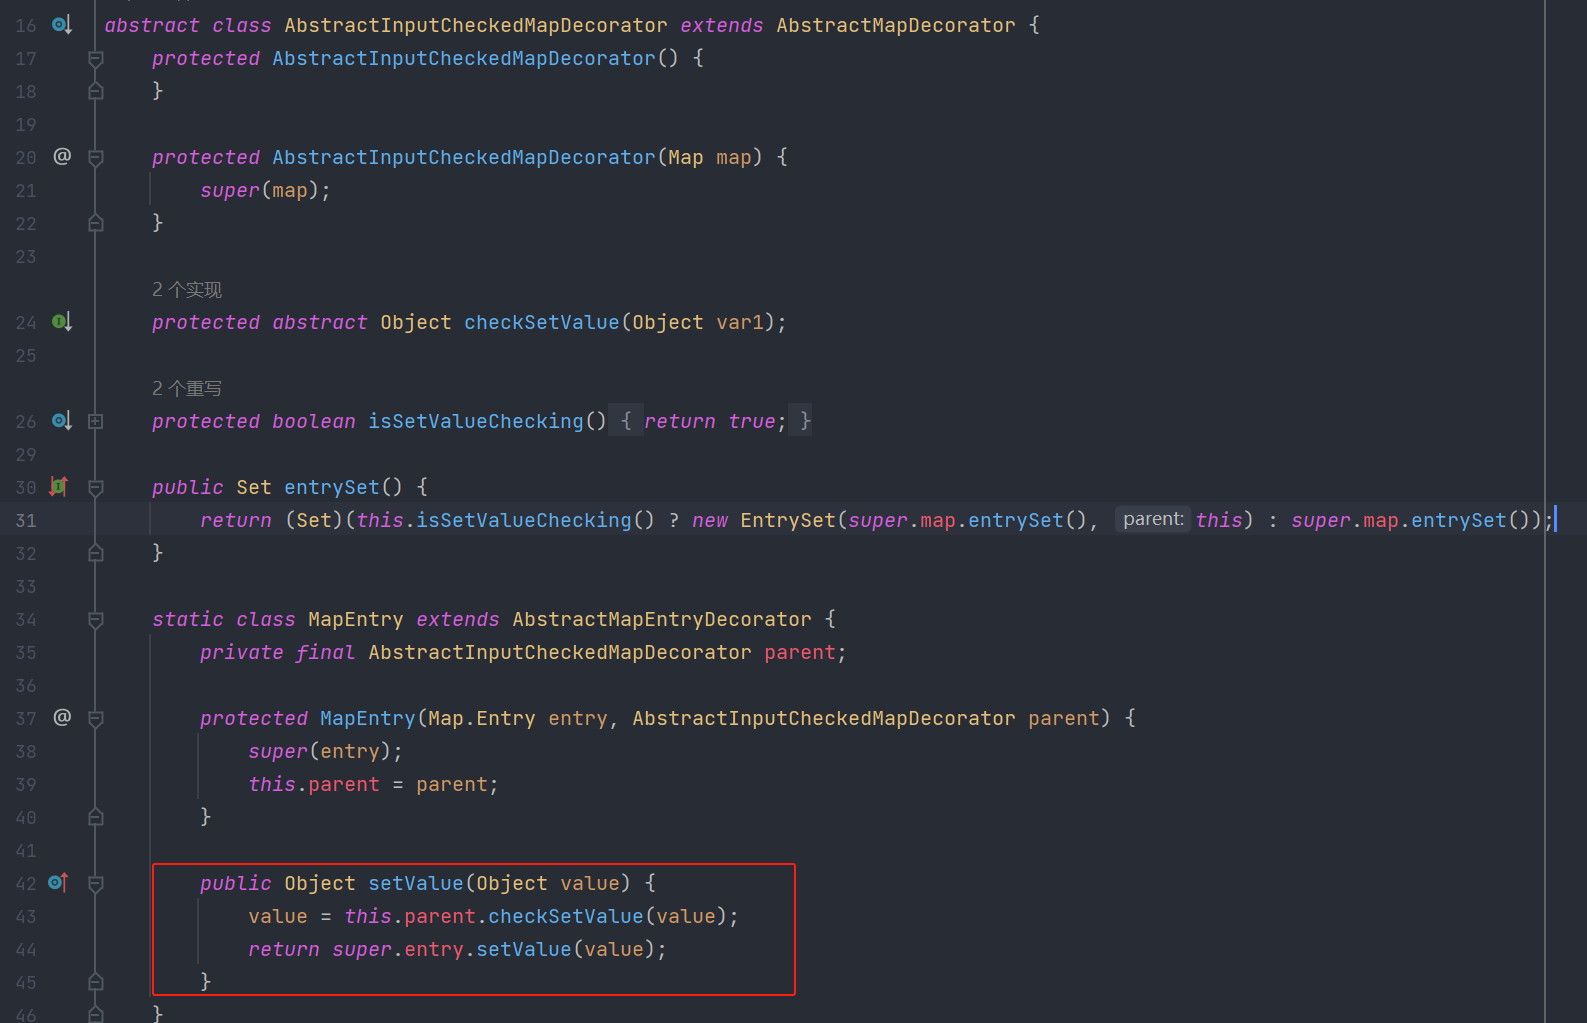 16 abstract class AbstractInputCheckedMapDecorator extends AbstractMapDecorator {
17     protected AbstractInputCheckedMapDecorator() {
18     }
19
20 @     protected AbstractInputCheckedMapDecorator(Map map) {
21         super(map);
22     }
23
2 个实现
24     protected abstract Object checkSetValue(Object var1);
25
2 个重写
26     protected boolean isSetValueChecking() { return true; }
29
30     public Set entrySet() {
31         return (Set)(this.isSetValueChecking() ? new EntrySet(super.map.entrySet(), parent: this) : super.map.entrySet());
32     }
33
34     static class MapEntry extends AbstractMapEntryDecorator {
35         private final AbstractInputCheckedMapDecorator parent;
36
37 @         protected MapEntry(Map.Entry entry, AbstractInputCheckedMapDecorator parent) {
38             super(entry);
39             this.parent = parent;
40         }
41
42         public Object setValue(Object value) {
43             value = this.parent.checkSetValue(value);
44             return super.entry.setValue(value);
45         }
46     }